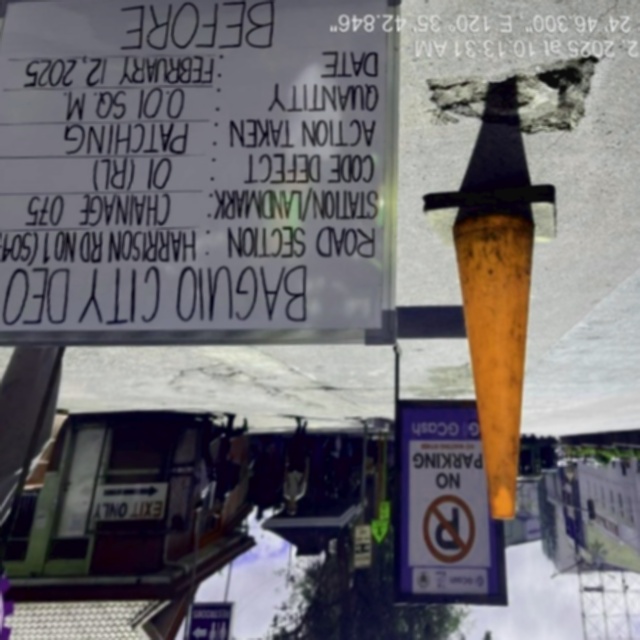 BAGUIO CITY DEO
ROAD SECTION : HARRISON RD NO 1 (S04
STATION/LANDMARK: CHAINAGE 075
CODE DEFECT : 01 (RL)
ACTION TAKEN : PATCHING
QUANTITY : 0.01 SQ. M.
DATE : FEBRUARY 12, 2025
BEFORE
P
NO
PARKING
GCash
EXIT ONLY
2, 2025 at 10:13:31 AM
24' 46.300", E 120° 35' 42.846"